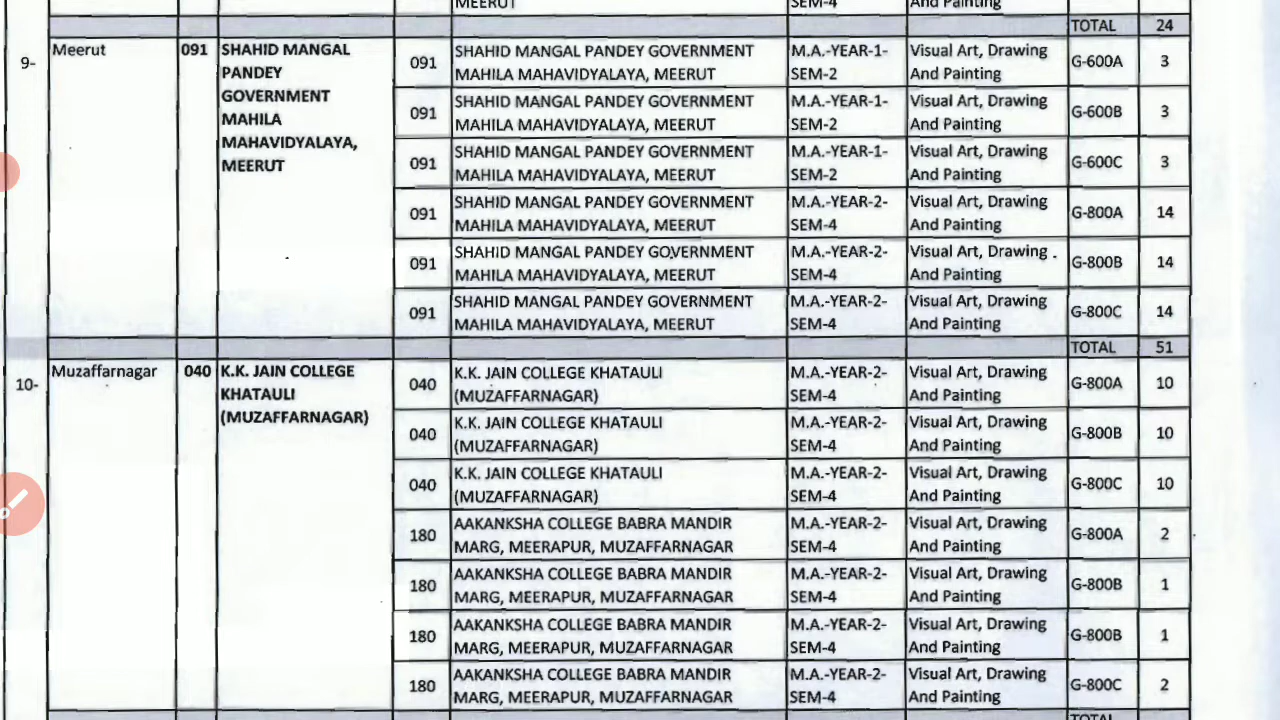 MEERUT SEM-4 And Painting
TOTAL 24
9- Meerut 091 SHAHID MANGAL PANDEY GOVERNMENT MAHILA MAHAVIDYALAYA, MEERUT
091 SHAHID MANGAL PANDEY GOVERNMENT MAHILA MAHAVIDYALAYA, MEERUT M.A.-YEAR-1-SEM-2 Visual Art, Drawing And Painting G-600A 3
091 SHAHID MANGAL PANDEY GOVERNMENT MAHILA MAHAVIDYALAYA, MEERUT M.A.-YEAR-1-SEM-2 Visual Art, Drawing And Painting G-600B 3
091 SHAHID MANGAL PANDEY GOVERNMENT MAHILA MAHAVIDYALAYA, MEERUT M.A.-YEAR-1-SEM-2 Visual Art, Drawing And Painting G-600C 3
091 SHAHID MANGAL PANDEY GOVERNMENT MAHILA MAHAVIDYALAYA, MEERUT M.A.-YEAR-2-SEM-4 Visual Art, Drawing And Painting G-800A 14
091 SHAHID MANGAL PANDEY GOVERNMENT MAHILA MAHAVIDYALAYA, MEERUT M.A.-YEAR-2-SEM-4 Visual Art, Drawing And Painting G-800B 14
091 SHAHID MANGAL PANDEY GOVERNMENT MAHILA MAHAVIDYALAYA, MEERUT M.A.-YEAR-2-SEM-4 Visual Art, Drawing And Painting G-800C 14
TOTAL 51
10- Muzaffarnagar 040 K.K. JAIN COLLEGE KHATAULI (MUZAFFARNAGAR)
040 K.K. JAIN COLLEGE KHATAULI (MUZAFFARNAGAR) M.A.-YEAR-2-SEM-4 Visual Art, Drawing And Painting G-800A 10
040 K.K. JAIN COLLEGE KHATAULI (MUZAFFARNAGAR) M.A.-YEAR-2-SEM-4 Visual Art, Drawing And Painting G-800B 10
040 K.K. JAIN COLLEGE KHATAULI (MUZAFFARNAGAR) M.A.-YEAR-2-SEM-4 Visual Art, Drawing And Painting G-800C 10
180 AAKANKSHA COLLEGE BABRA MANDIR MARG, MEERAPUR, MUZAFFARNAGAR M.A.-YEAR-2-SEM-4 Visual Art, Drawing And Painting G-800A 2
180 AAKANKSHA COLLEGE BABRA MANDIR MARG, MEERAPUR, MUZAFFARNAGAR M.A.-YEAR-2-SEM-4 Visual Art, Drawing And Painting G-800B 1
180 AAKANKSHA COLLEGE BABRA MANDIR MARG, MEERAPUR, MUZAFFARNAGAR M.A.-YEAR-2-SEM-4 Visual Art, Drawing And Painting G-800B 1
180 AAKANKSHA COLLEGE BABRA MANDIR MARG, MEERAPUR, MUZAFFARNAGAR M.A.-YEAR-2-SEM-4 Visual Art, Drawing And Painting G-800C 2
TOTAL